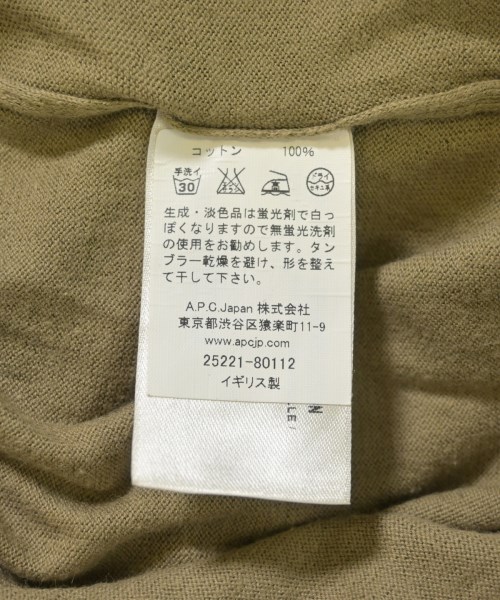 コットン 100%
手洗イ 30
セキユ系
生成・淡色品は蛍光剤で白っ
ぽくなりますので無蛍光洗剤
の使用をお勧めします。タン
ブラー乾燥を避け、形を整え
て干して下さい。
A.P.C.Japan 株式会社
東京都渋谷区猿楽町11-9
www.apcjp.com
25221-80112
イギリス製